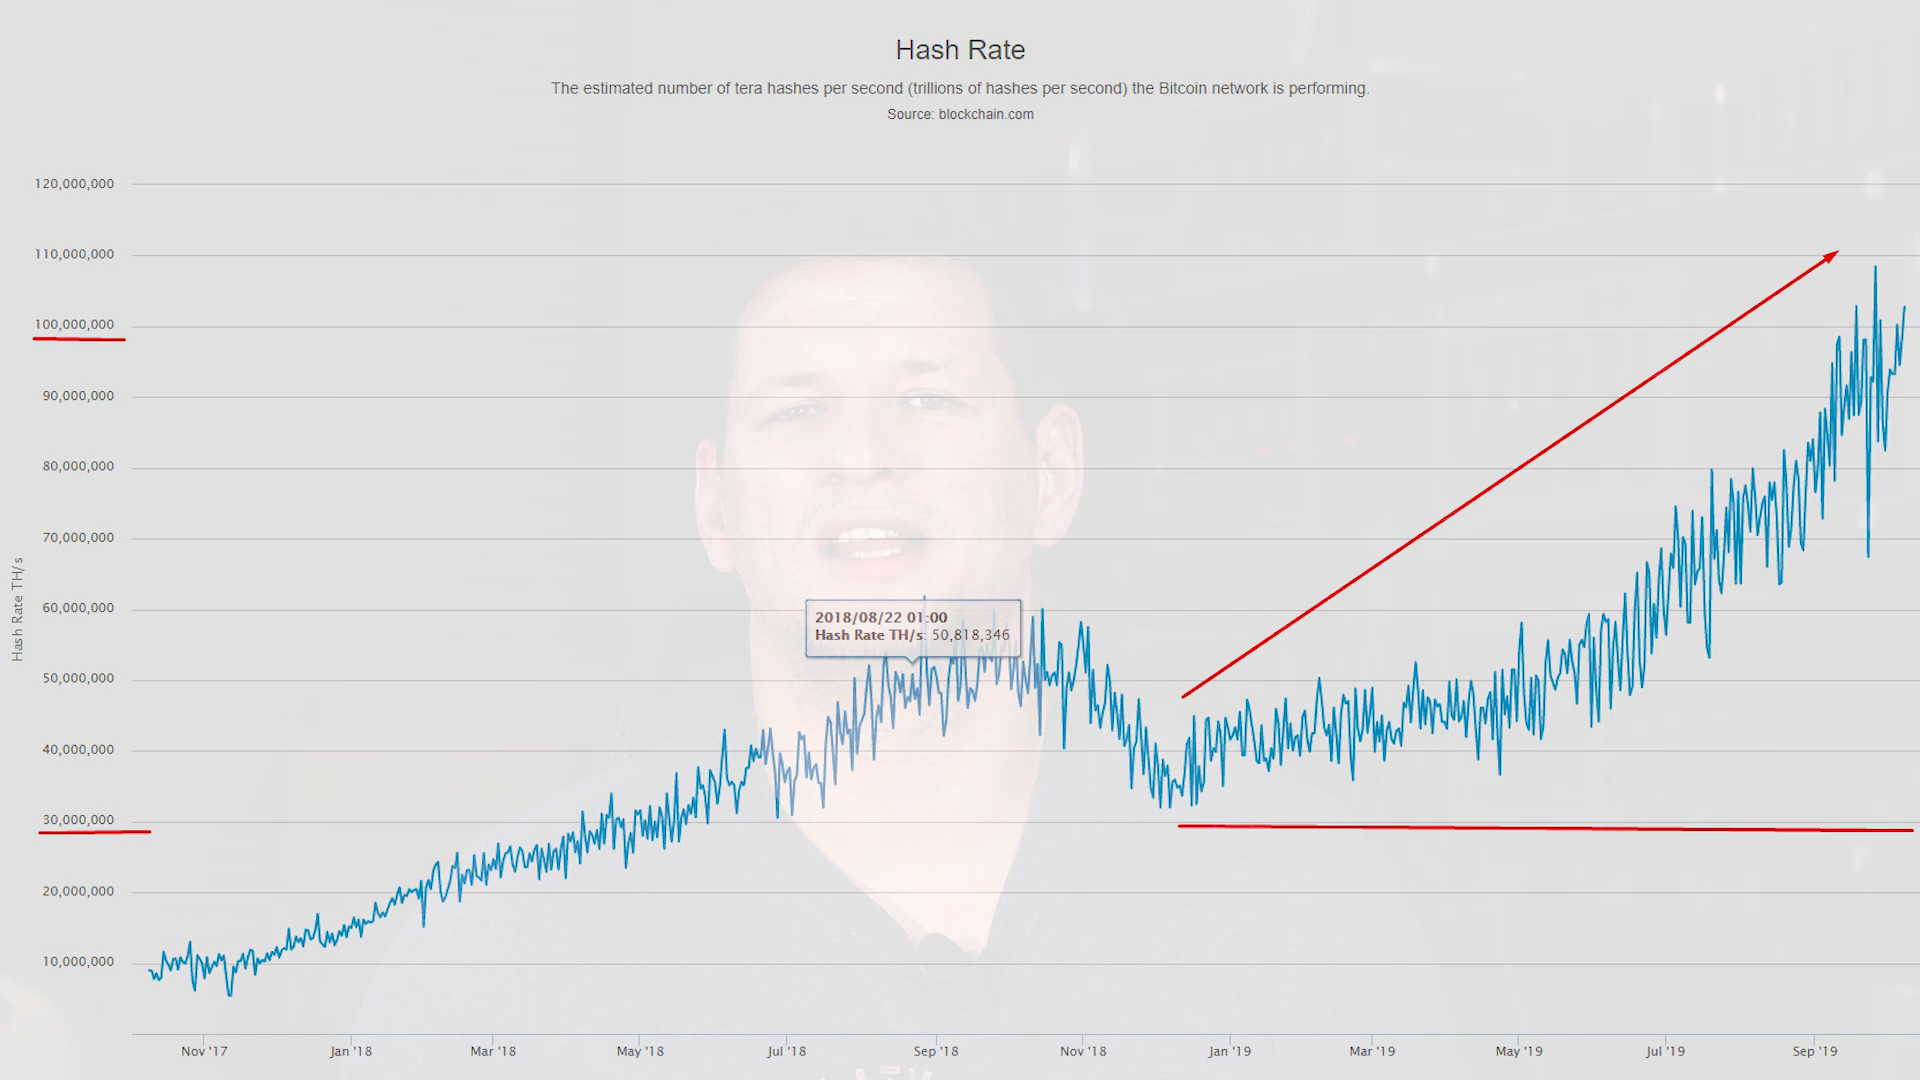 Hash Rate
The estimated number of tera hashes per second (trillions of hashes per second) the Bitcoin network is performing.
Source: blockchain.com
120,000,000
110,000,000
100,000,000
90,000,000
80,000,000
70,000,000
60,000,000
50,000,000
40,000,000
30,000,000
20,000,000
10,000,000
Hash Rate TH/s
2018/08/22 01:00
Hash Rate TH/s: 50,818,346
Nov '17
Jan '18
Mar '18
May '18
Jul '18
Sep '18
Nov '18
Jan '19
Mar '19
May '19
Jul '19
Sep '19